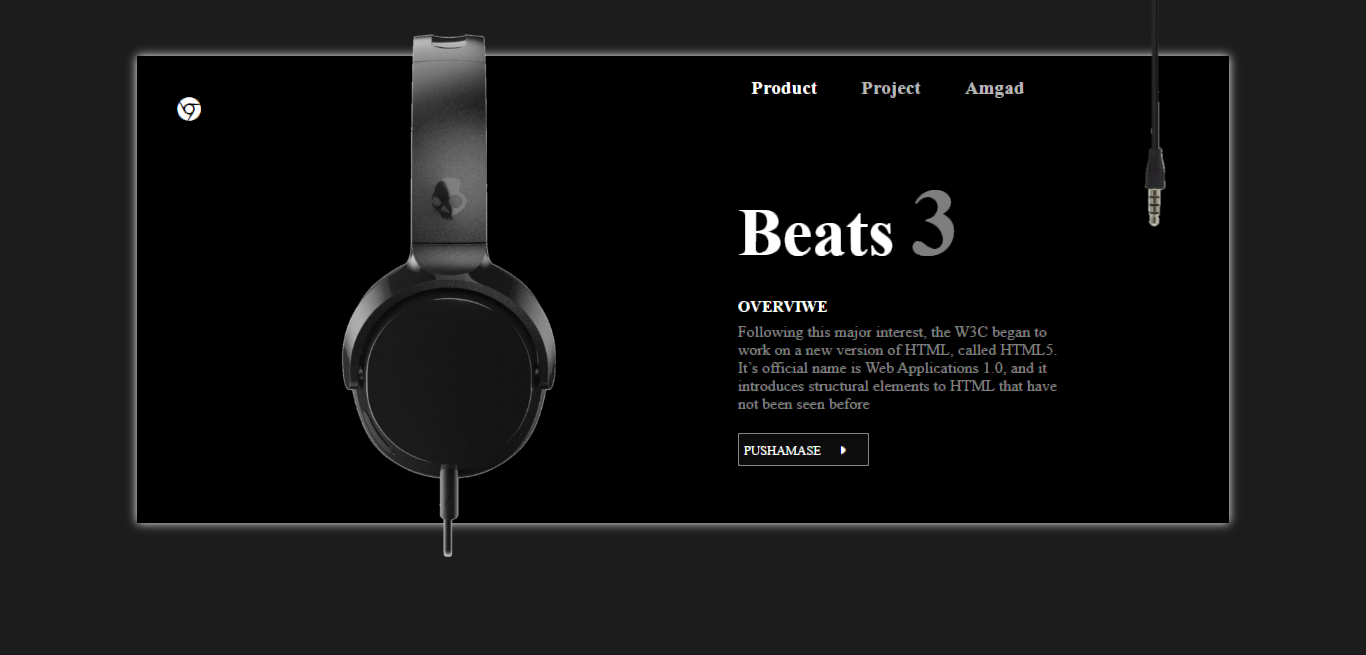 Product Project Amgad
Beats 3
OVERVIWE
Following this major interest, the W3C began to
work on a new version of HTML, called HTML5.
It’s official name is Web Applications 1.0, and it
introduces structural elements to HTML that have
not been seen before
PUSHAMASE